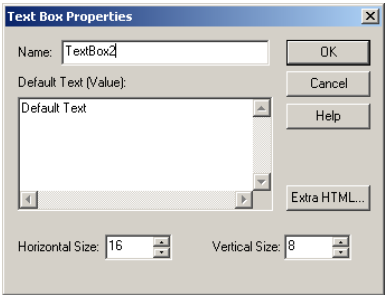 Text Box Properties
Name: TextBox2
OK
Default Text (Value):
Cancel
Default Text
Help
Extra HTML...
Horizontal Size: 16
Vertical Size: 8